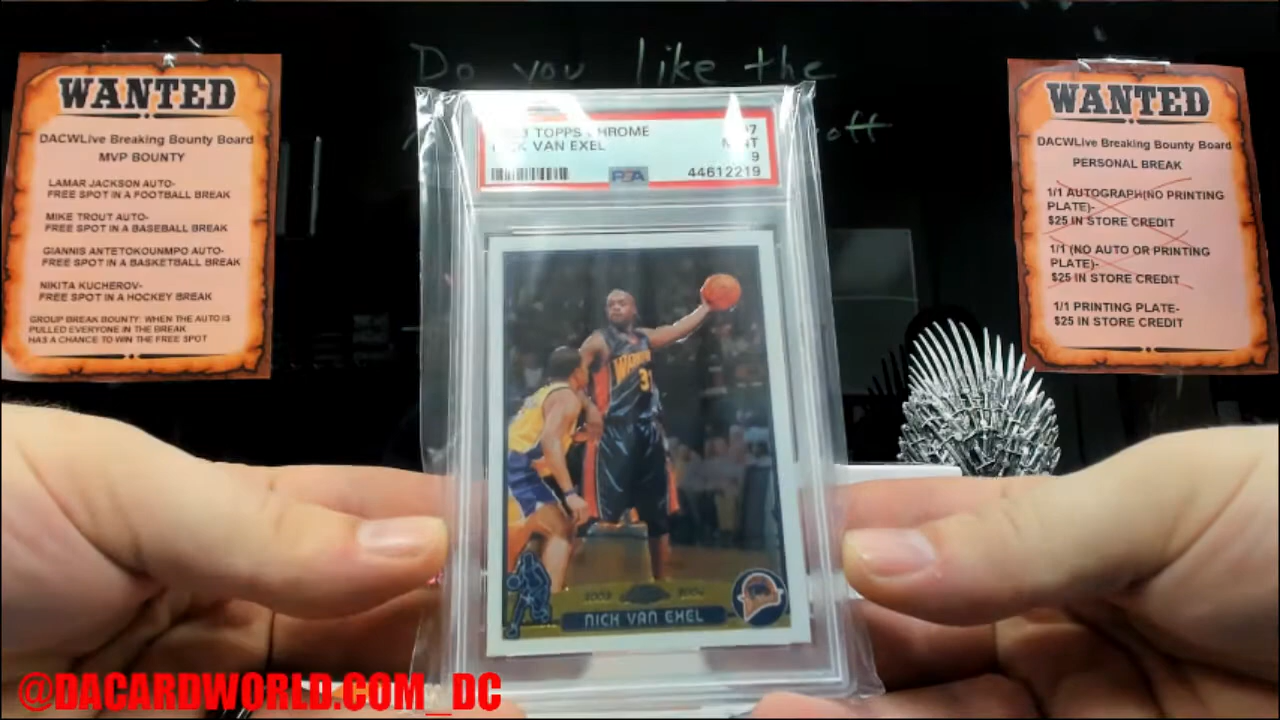 Do you like the
off
WANTED
DACWLive Breaking Bounty Board
MVP BOUNTY
LAMAR JACKSON AUTO-
FREE SPOT IN A FOOTBALL BREAK
MIKE TROUT AUTO-
FREE SPOT IN A BASEBALL BREAK
GIANNIS ANTETOKOUNMPO AUTO-
FREE SPOT IN A BASKETBALL BREAK
NIKITA KUCHEROV-
FREE SPOT IN A HOCKEY BREAK
GROUP BREAK BOUNTY: WHEN THE AUTO IS
PULLED EVERYONE IN THE BREAK
HAS A CHANCE TO WIN THE FREE SPOT
TOPPS CHROME
NICK VAN EXEL
MINT
9
PSA
44612219
WANTED
DACWLive Breaking Bounty Board
PERSONAL BREAK
1/1 AUTOGRAPH(NO PRINTING
PLATE)-
$25 IN STORE CREDIT
1/1 (NO AUTO OR PRINTING
PLATE)-
$25 IN STORE CREDIT
1/1 PRINTING PLATE-
$25 IN STORE CREDIT
2003 2004
NICK VAN EXEL
@DACARDWORLD.COM_DC